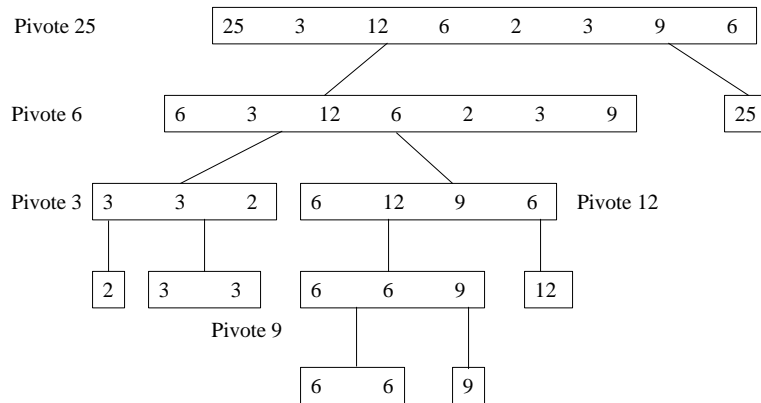 Pivote 25 25 3 12 6 2 3 9 6
Pivote 6 6 3 12 6 2 3 9 25
Pivote 3 3 3 2 6 12 9 6 Pivote 12
2 3 3 6 6 9 12
Pivote 9
6 6 9